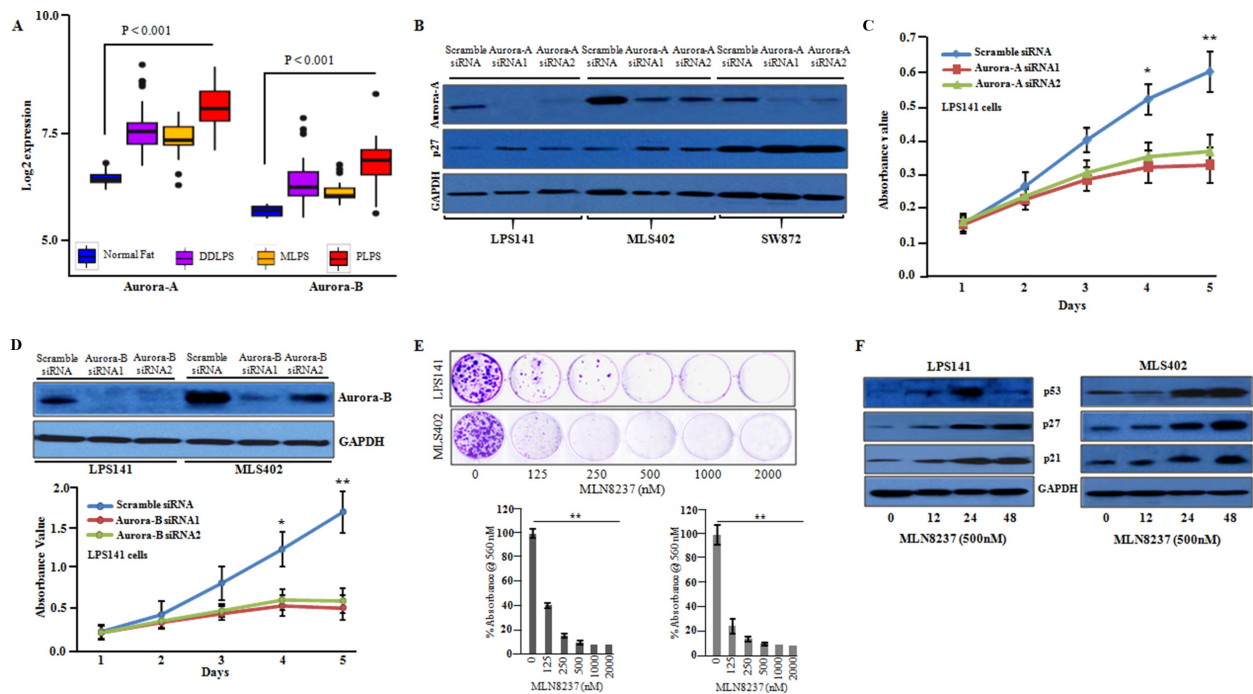 A
10.0
7.5
5.0
Log2 expression
P < 0.001
P < 0.001
Normal Fat
DDLPS
MLPS
PLPS
Aurora-A
Aurora-B
B
Scramble siRNA
Aurora-A siRNA1
Aurora-A siRNA2
Scramble siRNA
Aurora-A siRNA1
Aurora-A siRNA2
Scramble siRNA
Aurora-A siRNA1
Aurora-A siRNA2
Aurora-A
p27
GAPDH
LPS141
MLS402
SW872
C
0.7
0.6
0.5
0.4
0.3
0.2
0.1
0.0
Absorbance value
Scramble siRNA
Aurora-A siRNA1
Aurora-A siRNA2
LPS141 cells
*
**
1 2 3 4 5
Days
D
Scramble siRNA
Aurora-B siRNA1
Aurora-B siRNA2
Scramble siRNA
Aurora-B siRNA1
Aurora-B siRNA2
Aurora-B
GAPDH
LPS141
MLS402
2.0
1.5
1.0
0.5
0.0
Absorbance Value
Scramble siRNA
Aurora-B siRNA1
Aurora-B siRNA2
LPS141 cells
*
**
1 2 3 4 5
Days
E
LPS141
MLS402
0 125 250 500 1000 2000
MLN8237 (nM)
% Absorbance @ 560 nM
120
100
80
60
40
20
0
**
0 125 250 500 1000 2000
MLN8237 (nM)
% Absorbance @ 560 nM
120
100
80
60
40
20
0
**
0 125 250 500 1000 2000
MLN8237 (nM)
F
LPS141
MLS402
p53
p27
p21
GAPDH
0 12 24 48
MLN8237 (500nM)
0 12 24 48
MLN8237 (500nM)